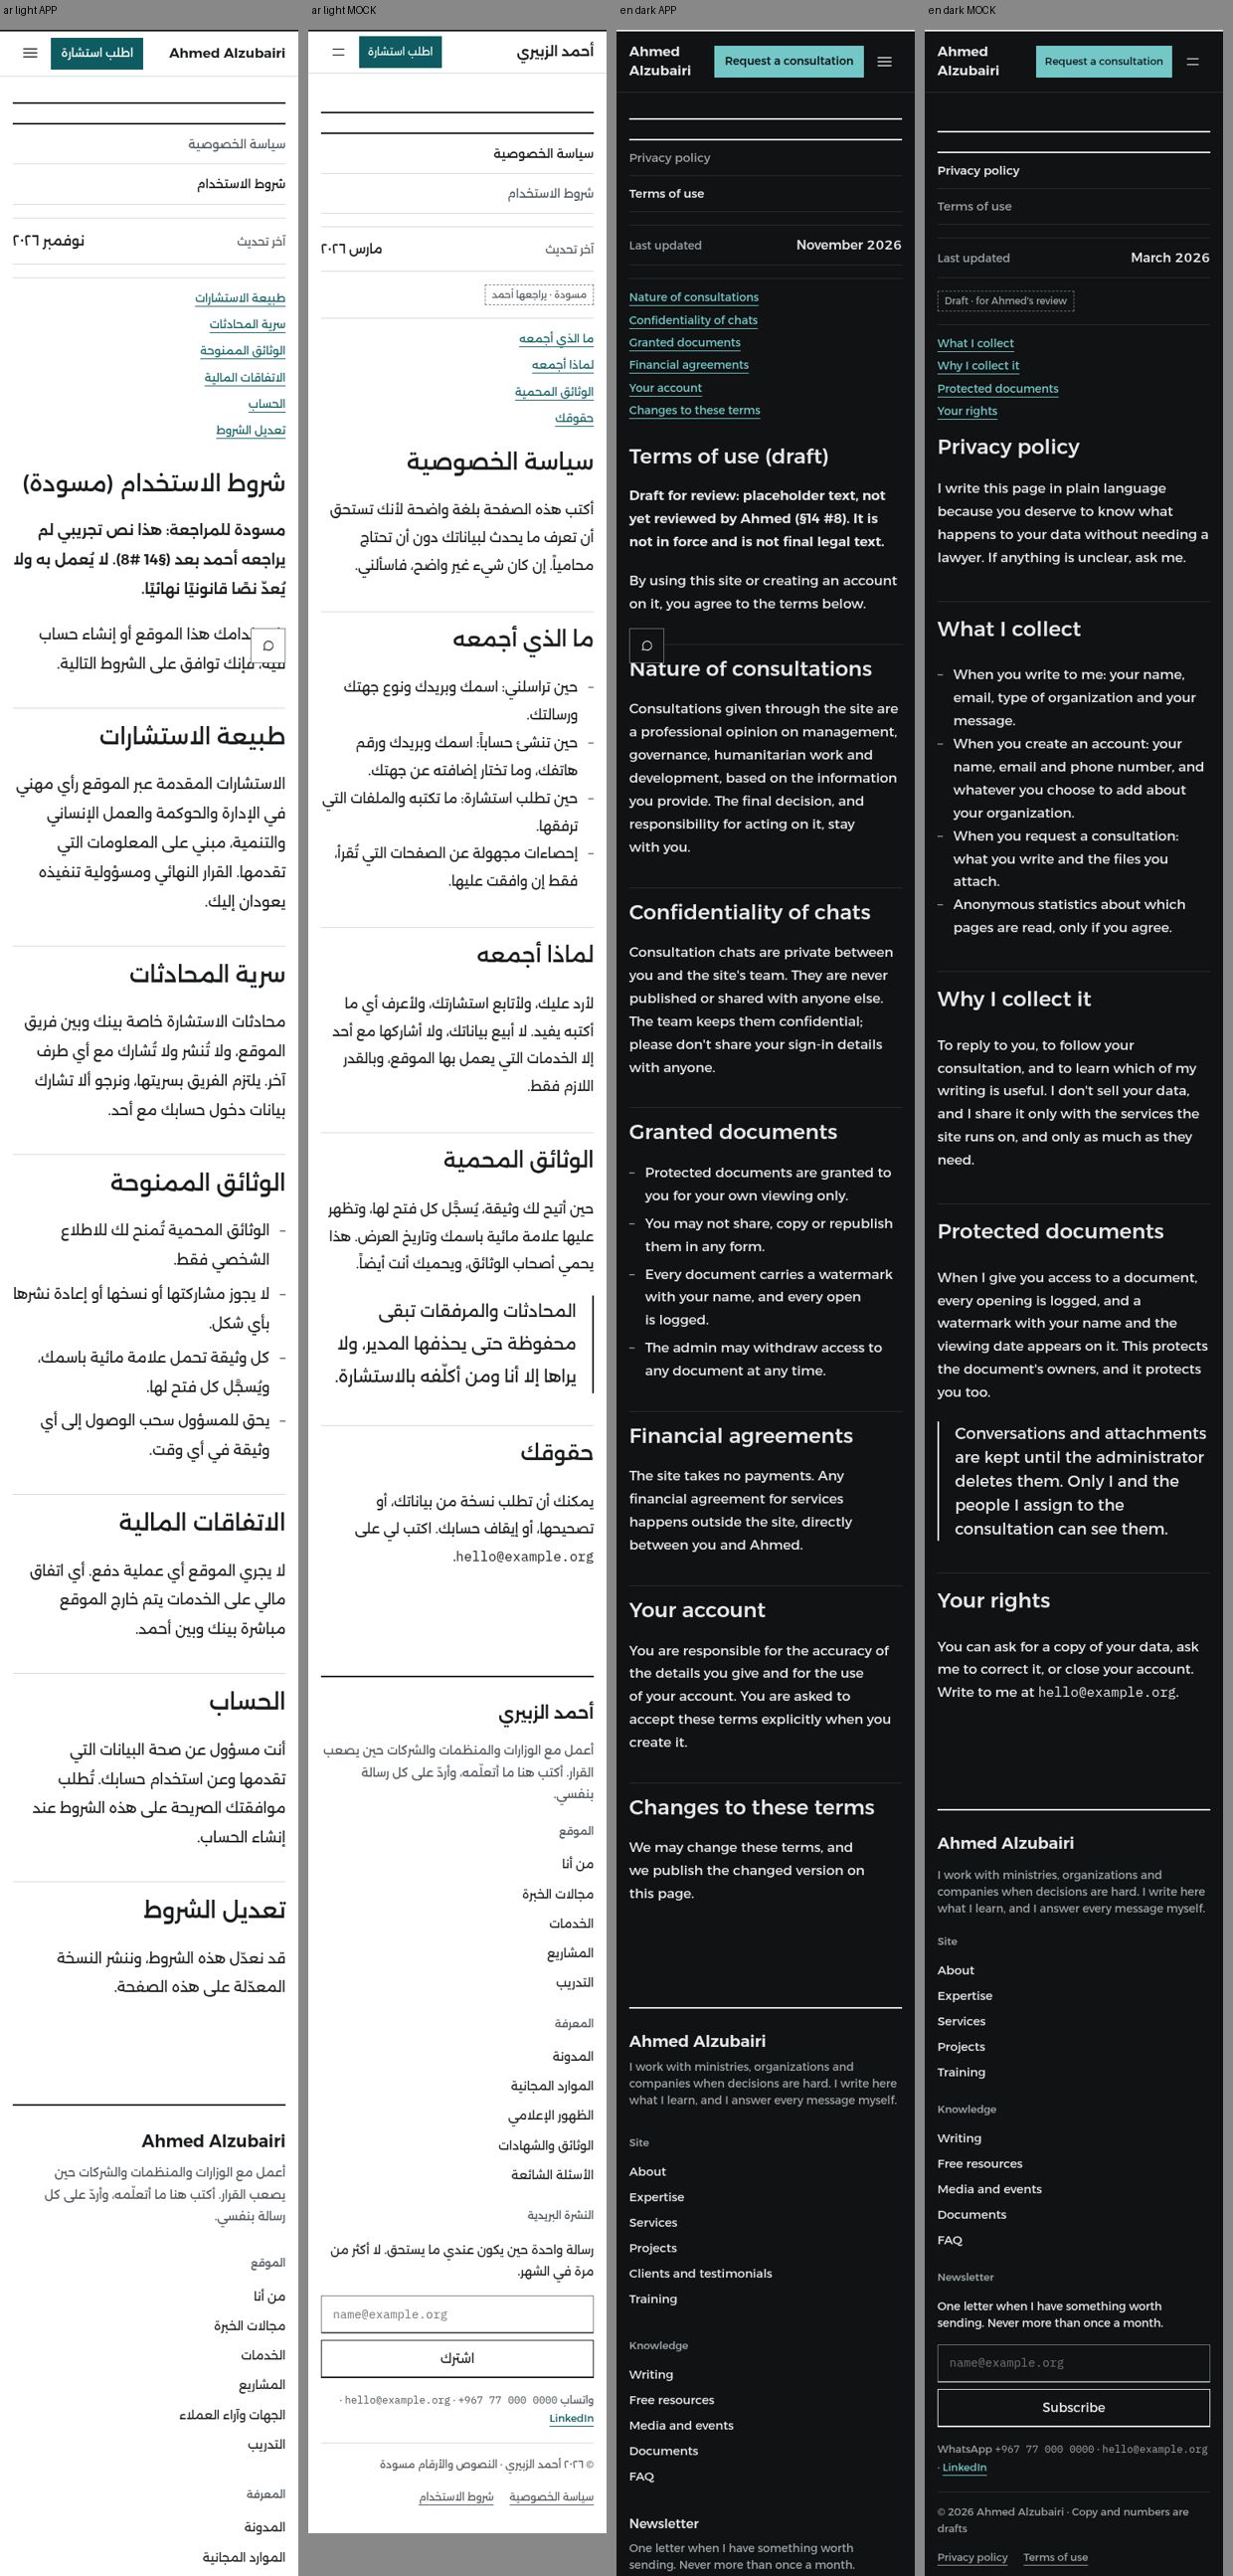 ar light APP
Ahmed Alzubairi
اطلب استشارة
سياسة الخصوصية
شروط الاستخدام
آخر تحديث
نوفمبر ٢٠٢٦
طبيعة الاستشارات
سرية المحادثات
الوثائق الممنوحة
الاتفاقات المالية
الحساب
تعديل الشروط
شروط الاستخدام (مسودة)
مسودة للمراجعة: هذا نص تجريبي لم
يراجعه أحمد بعد (§14 #8). لا يُعمل به ولا
يُعدّ نصًا قانونيًا نهائيًا.
دامك هذا الموقع أو إنشاء حساب
فإنك توافق على الشروط التالية.
طبيعة الاستشارات
الاستشارات المقدمة عبر الموقع رأي مهني
في الإدارة والحوكمة والعمل الإنساني
والتنمية، مبني على المعلومات التي
تقدمها. القرار النهائي ومسؤولية تنفيذه
يعودان إليك.
سرية المحادثات
محادثات الاستشارة خاصة بينك وبين فريق
الموقع، ولا تُنشر ولا تُشارك مع أي طرف
آخر. يلتزم الفريق بسريتها، ونرجو ألا تشارك
بيانات دخول حسابك مع أحد.
الوثائق الممنوحة
– الوثائق المحمية تُمنح لك للاطلاع
الشخصي فقط.
– لا يجوز مشاركتها أو نسخها أو إعادة نشرها
بأي شكل.
– كل وثيقة تحمل علامة مائية باسمك،
ويُسجَّل كل فتح لها.
– يحق للمسؤول سحب الوصول إلى أي
وثيقة في أي وقت.
الاتفاقات المالية
لا يجري الموقع أي عملية دفع. أي اتفاق
مالي على الخدمات يتم خارج الموقع
مباشرة بينك وبين أحمد.
الحساب
أنت مسؤول عن صحة البيانات التي
تقدمها وعن استخدام حسابك. تُطلب
موافقتك الصريحة على هذه الشروط عند
إنشاء الحساب.
تعديل الشروط
قد نعدّل هذه الشروط، وننشر النسخة
المعدّلة على هذه الصفحة.
Ahmed Alzubairi
أعمل مع الوزارات والمنظمات والشركات حين
يصعب القرار. أكتب هنا ما أتعلّمه، وأردّ على كل
رسالة بنفسي.
الموقع
من أنا
مجالات الخبرة
الخدمات
المشاريع
الجهات وآراء العملاء
التدريب
المعرفة
المدونة
الموارد المجانية
ar light MOCK
أحمد الزبيري
اطلب استشارة
سياسة الخصوصية
شروط الاستخدام
آخر تحديث
مارس ٢٠٢٦
مسودة · يراجعها أحمد
ما الذي أجمعه
لماذا أجمعه
الوثائق المحمية
حقوقك
سياسة الخصوصية
أكتب هذه الصفحة بلغة واضحة لأنك تستحق
أن تعرف ما يحدث لبياناتك دون أن تحتاج
محامياً. إن كان شيء غير واضح، فاسألني.
ما الذي أجمعه
– حين تراسلني: اسمك وبريدك ونوع جهتك
ورسالتك.
– حين تنشئ حساباً: اسمك وبريدك ورقم
هاتفك، وما تختار إضافته عن جهتك.
– حين تطلب استشارة: ما تكتبه والملفات التي
ترفقها.
– إحصاءات مجهولة عن الصفحات التي تُقرأ،
فقط إن وافقت عليها.
لماذا أجمعه
لأرد عليك، ولأتابع استشارتك، ولأعرف أي ما
أكتبه يفيد. لا أبيع بياناتك، ولا أشاركها مع أحد
إلا الخدمات التي يعمل بها الموقع، وبالقدر
اللازم فقط.
الوثائق المحمية
حين أتيح لك وثيقة، يُسجَّل كل فتح لها، وتظهر
عليها علامة مائية باسمك وتاريخ العرض. هذا
يحمي أصحاب الوثائق، ويحميك أنت أيضاً.
المحادثات والمرفقات تبقى
محفوظة حتى يحذفها المدير، ولا
يراها إلا أنا ومن أكلّفه بالاستشارة.
حقوقك
يمكنك أن تطلب نسخة من بياناتك، أو
تصحيحها، أو إيقاف حسابك. اكتب لي على
hello@example.org.
أحمد الزبيري
أعمل مع الوزارات والمنظمات والشركات حين يصعب
القرار. أكتب هنا ما أتعلّمه، وأردّ على كل رسالة
بنفسي.
الموقع
من أنا
مجالات الخبرة
الخدمات
المشاريع
التدريب
المعرفة
المدونة
الموارد المجانية
الظهور الإعلامي
الوثائق والشهادات
الأسئلة الشائعة
النشرة البريدية
رسالة واحدة حين يكون عندي ما يستحق. لا أكثر من
مرة في الشهر.
name@example.org
اشترك
واتساب +967 77 000 0000 · hello@example.org ·
LinkedIn
© ٢٠٢٦ أحمد الزبيري · النصوص والأرقام مسودة
سياسة الخصوصية شروط الاستخدام
en dark APP
Ahmed
Alzubairi
Request a consultation
Privacy policy
Terms of use
Last updated
November 2026
Nature of consultations
Confidentiality of chats
Granted documents
Financial agreements
Your account
Changes to these terms
Terms of use (draft)
Draft for review: placeholder text, not
yet reviewed by Ahmed (§14 #8). It is
not in force and is not final legal text.
By using this site or creating an account
on it, you agree to the terms below.
Nature of consultations
Consultations given through the site are
a professional opinion on management,
governance, humanitarian work and
development, based on the information
you provide. The final decision, and
responsibility for acting on it, stay
with you.
Confidentiality of chats
Consultation chats are private between
you and the site's team. They are never
published or shared with anyone else.
The team keeps them confidential;
please don't share your sign-in details
with anyone.
Granted documents
– Protected documents are granted to
you for your own viewing only.
– You may not share, copy or republish
them in any form.
– Every document carries a watermark
with your name, and every open
is logged.
– The admin may withdraw access to
any document at any time.
Financial agreements
The site takes no payments. Any
financial agreement for services
happens outside the site, directly
between you and Ahmed.
Your account
You are responsible for the accuracy of
the details you give and for the use
of your account. You are asked to
accept these terms explicitly when you
create it.
Changes to these terms
We may change these terms, and
we publish the changed version on
this page.
Ahmed Alzubairi
I work with ministries, organizations and
companies when decisions are hard. I write here
what I learn, and I answer every message myself.
Site
About
Expertise
Services
Projects
Clients and testimonials
Training
Knowledge
Writing
Free resources
Media and events
Documents
FAQ
Newsletter
One letter when I have something worth
sending. Never more than once a month.
en dark MOCK
Ahmed
Alzubairi
Request a consultation
Privacy policy
Terms of use
Last updated
March 2026
Draft · for Ahmed's review
What I collect
Why I collect it
Protected documents
Your rights
Privacy policy
I write this page in plain language
because you deserve to know what
happens to your data without needing a
lawyer. If anything is unclear, ask me.
What I collect
– When you write to me: your name,
email, type of organization and your
message.
– When you create an account: your
name, email and phone number, and
whatever you choose to add about
your organization.
– When you request a consultation:
what you write and the files you
attach.
– Anonymous statistics about which
pages are read, only if you agree.
Why I collect it
To reply to you, to follow your
consultation, and to learn which of my
writing is useful. I don't sell your data,
and I share it only with the services the
site runs on, and only as much as they
need.
Protected documents
When I give you access to a document,
every opening is logged, and a
watermark with your name and the
viewing date appears on it. This protects
the document's owners, and it protects
you too.
Conversations and attachments
are kept until the administrator
deletes them. Only I and the
people I assign to the
consultation can see them.
Your rights
You can ask for a copy of your data, ask
me to correct it, or close your account.
Write to me at hello@example.org.
Ahmed Alzubairi
I work with ministries, organizations and
companies when decisions are hard. I write here
what I learn, and I answer every message myself.
Site
About
Expertise
Services
Projects
Training
Knowledge
Writing
Free resources
Media and events
Documents
FAQ
Newsletter
One letter when I have something worth
sending. Never more than once a month.
name@example.org
Subscribe
WhatsApp +967 77 000 0000 · hello@example.org
· LinkedIn
© 2026 Ahmed Alzubairi · Copy and numbers are
drafts
Privacy policy Terms of use